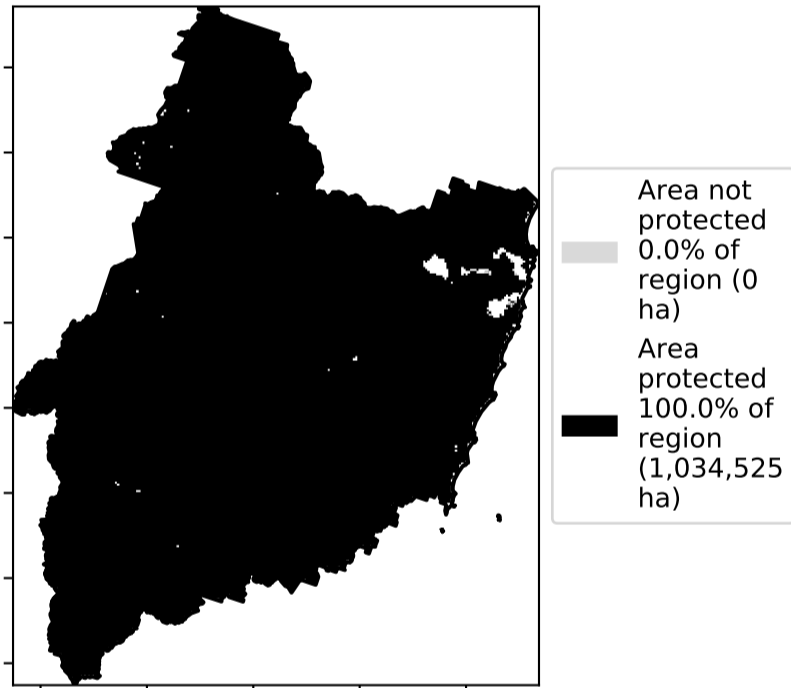 Area not
protected
0.0% of
region (0
ha)
Area
protected
100.0% of
region
(1,034,525
ha)